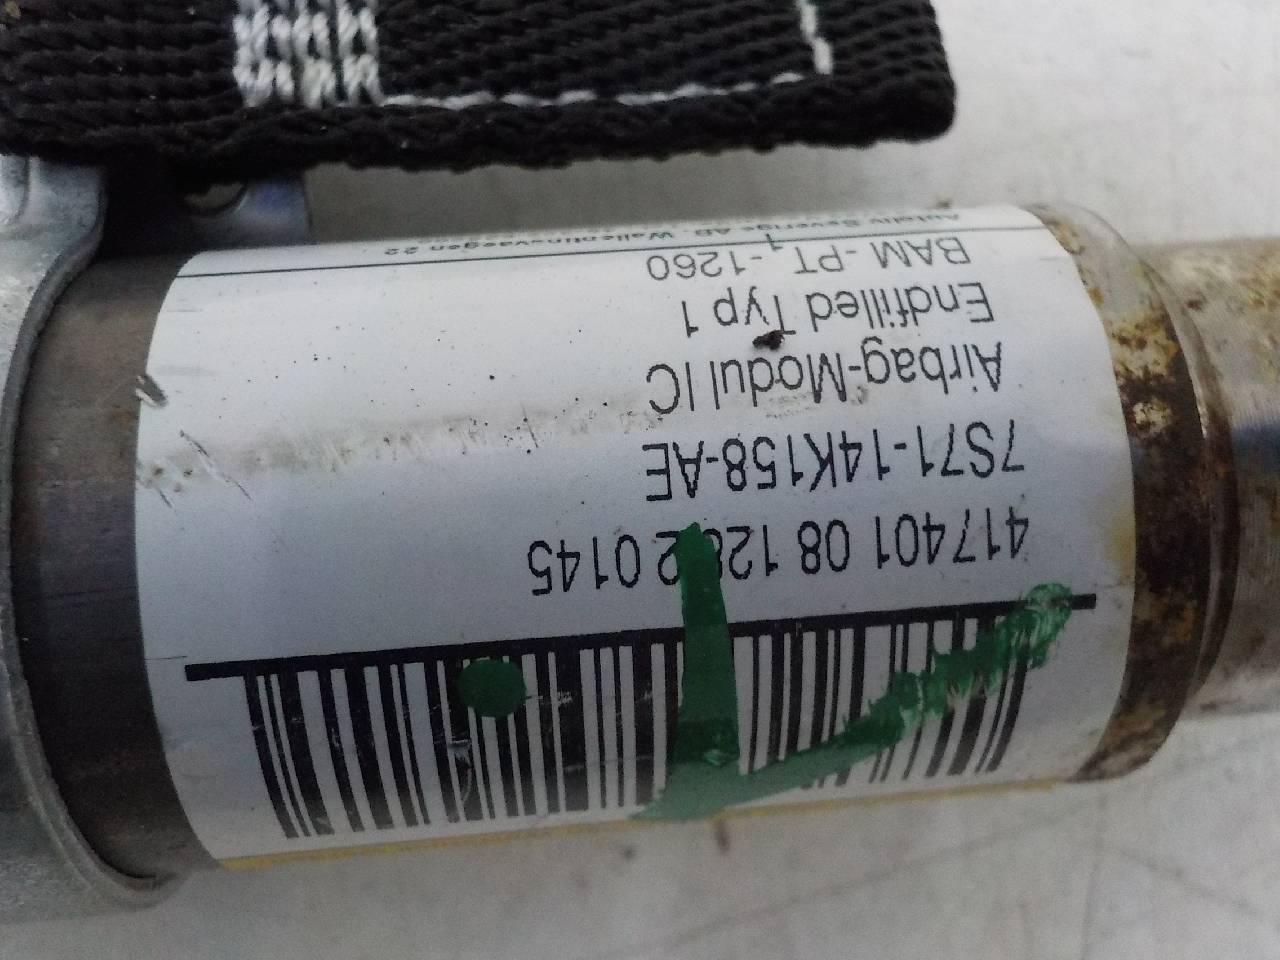 417401 08 1282 0145
7S71-14K158-AE
Airbag-Modul IC
Endfilled Typ 1
BAM -PT₁ -1260
Autoliv Sverige AB, Wallentinsvaegen 22